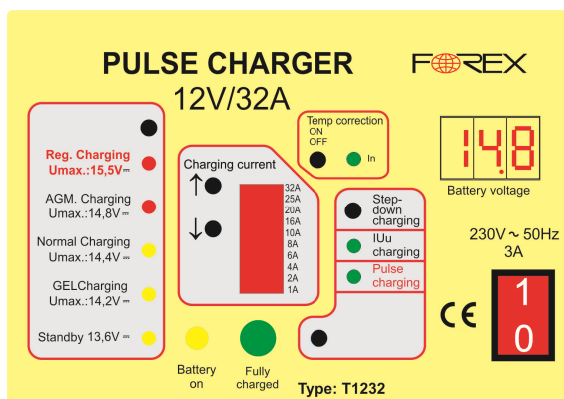 PULSE CHARGER
12V/32A
FOREX
Reg. Charging
Umax.:15,5V⎓
AGM. Charging
Umax.:14,8V⎓
Normal Charging
Umax.:14,4V⎓
GELCharging
Umax.:14,2V⎓
Standby 13,6V⎓
Charging current
↑
↓
32A
25A
20A
16A
10A
8A
6A
4A
2A
1A
Temp correction
ON
OFF
In
Step-
down
charging
IUu
charging
Pulse
charging
14.8
Battery voltage
230V ~ 50Hz
3A
CE
1
0
Battery
on
Fully
charged
Type: T1232